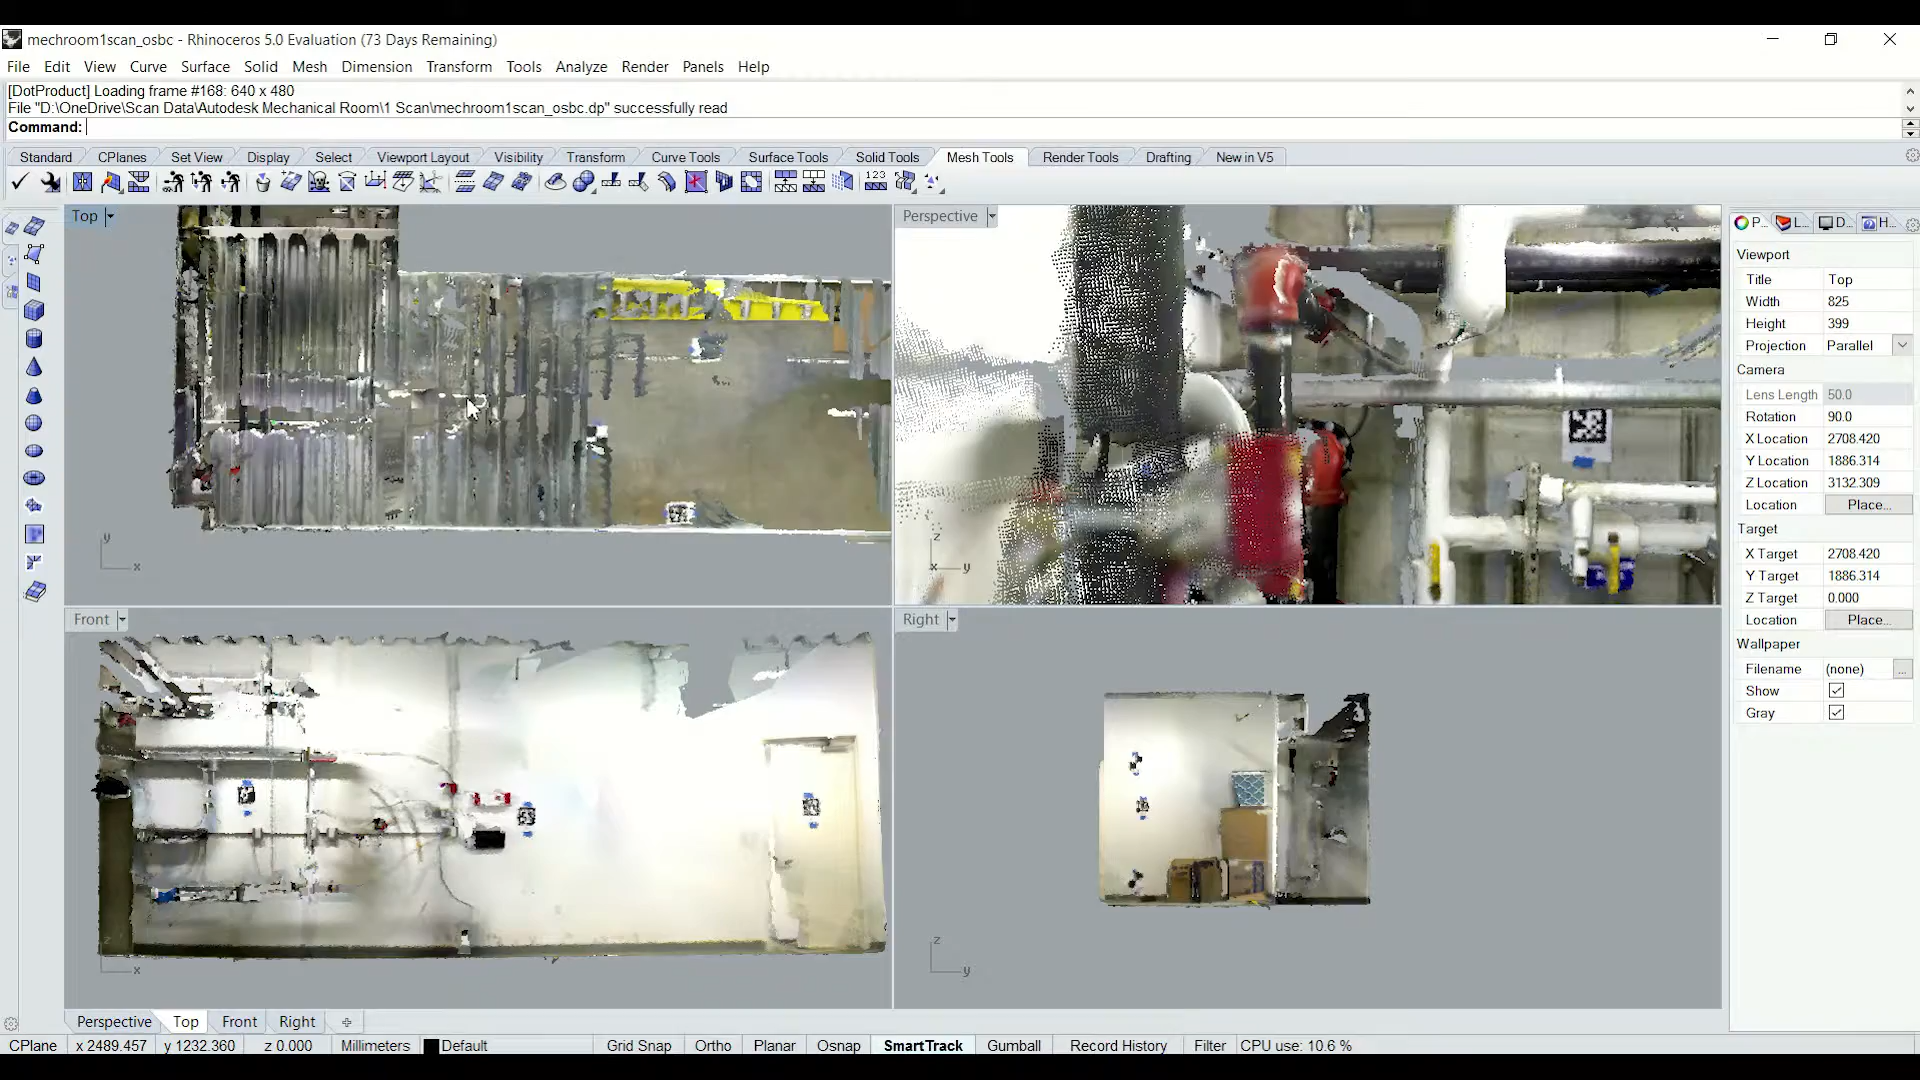 mechroom1scan_osbc - Rhinoceros 5.0 Evaluation (73 Days Remaining)
File Edit View Curve Surface Solid Mesh Dimension Transform Tools Analyze Render Panels Help
[DotProduct] Loading frame #168: 640 x 480
File "D:\OneDrive\Scan Data\Autodesk Mechanical Room\1 Scan\mechroom1scan_osbc.dp" successfully read
Command:
Standard CPlanes Set View Display Select Viewport Layout Visibility Transform Curve Tools Surface Tools Solid Tools Mesh Tools Render Tools Drafting New in V5
123
Top
Perspective
P... L... D... H...
Viewport
Title Top
Width 825
Height 399
Projection Parallel
Camera
Lens Length 50.0
Rotation 90.0
X Location 2708.420
Y Location 1886.314
Z Location 3132.309
Location Place...
Target
X Target 2708.420
Y Target 1886.314
Z Target 0.000
Location Place...
Wallpaper
Filename (none) ...
Show
Gray
y
x
z
x y
Front
Right
z
x
z
y
Perspective Top Front Right
CPlane x 2489.457 y 1232.360 z 0.000 Millimeters Default Grid Snap Ortho Planar Osnap SmartTrack Gumball Record History Filter CPU use: 10.6 %